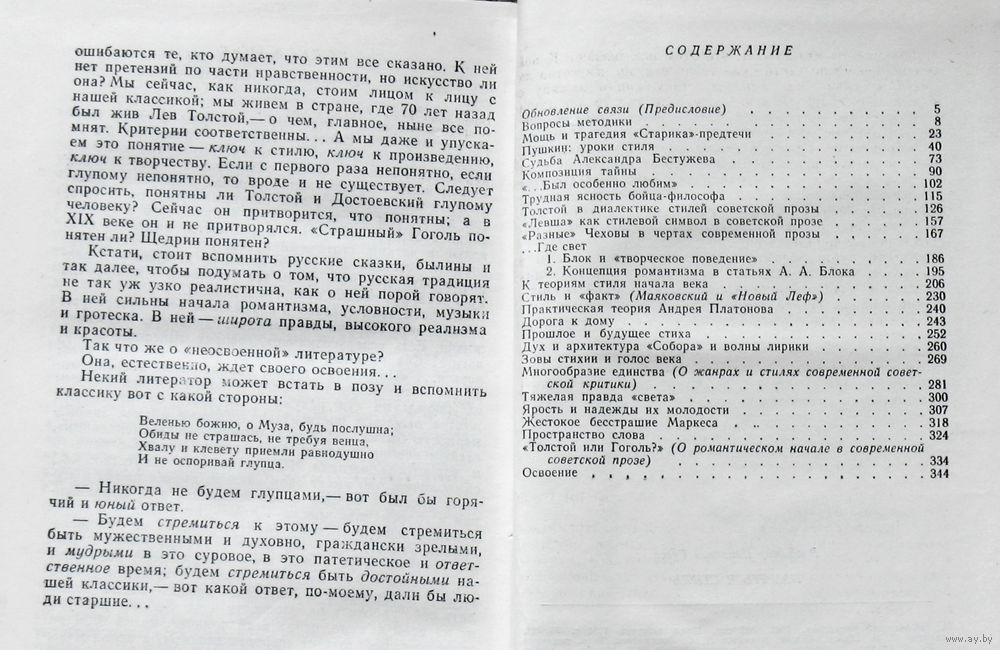 ошибаются те, кто думает, что этим все сказано. К ней
нет претензий по части нравственности, но искусство ли
она? Мы сейчас, как никогда, стоим лицом к лицу с
нашей классикой; мы живем в стране, где 70 лет назад
был жив Лев Толстой,— о чем, главное, ныне все по-
мнят. Критерии соответственны... А мы даже и упуска-
ем это понятие — ключ к стилю, ключ к произведению,
ключ к творчеству. Если с первого раза непонятно, если
глупому непонятно, то вроде и не существует. Следует
спросить, понятны ли Толстой и Достоевский глупому
человеку? Сейчас он притворится, что понятны; а в
XIX веке он и не притворялся. «Страшный» Гоголь по-
нятен ли? Щедрин понятен?
Кстати, стоит вспомнить русские сказки, былины и
так далее, чтобы подумать о том, что русская традиция
не так уж узко реалистична, как о ней порой говорят.
В ней сильны начала романтизма, условности, музыки
и гротеска. В ней — широта правды, высокого реализма
и красоты.
Так что же о «неосвоенной» литературе?
Она, естественно, ждет своего освоения...
Некий литератор может встать в позу и вспомнить
классику вот с какой стороны:
Веленью божию, о Муза, будь послушна;
Обиды не страшась, не требуя венца,
Хвалу и клевету приемли равнодушно
И не оспоривай глупца.
— Никогда не будем глупцами,— вот был бы горя-
чий и юный ответ.
— Будем стремиться к этому — будем стремиться
быть мужественными и духовно, граждански зрелыми,
и мудрыми в это суровое, в это патетическое и ответ-
ственное время; будем стремиться быть достойными на-
шей классики,— вот какой ответ, по-моему, дали бы лю-
ди старшие...
СОДЕРЖАНИЕ
Обновление связи (Предисловие) . . . . . . . . . . 5
Вопросы методики . . . . . . . . . . 8
Мощь и трагедия «Старика»-предтечи . . . . . . . . . . 23
Пушкин: уроки стиля . . . . . . . . . . 40
Судьба Александра Бестужева . . . . . . . . . . 73
Композиция тайны . . . . . . . . . . 90
«...Был особенно любим» . . . . . . . . . . 102
Трудная ясность бойца-философа . . . . . . . . . . 115
Толстой в диалектике стилей советской прозы . . . . . . 126
«Левша» как стилевой символ в советской прозе . . . . . 157
«Разные» Чеховы в чертах современной прозы . . . . . 167
...Где свет
1. Блок и «творческое поведение» . . . . . . . . 186
2. Концепция романтизма в статьях А. А. Блока . . . . 195
К теориям стиля начала века . . . . . . . . . . 206
Стиль и «факт» (Маяковский и «Новый Леф») . . . . . 230
Практическая теория Андрея Платонова . . . . . . . 240
Дорога к дому . . . . . . . . . . 243
Прошлое и будущее стиха . . . . . . . . . . 252
Дух и архитектура «Собора» и волны лирики . . . . . . 260
Зовы стихии и голос века . . . . . . . . . . 269
Многообразие единства (О жанрах и стилях современной совет-
ской критики) . . . . . . . . . . 281
Тяжелая правда «света» . . . . . . . . . . 300
Ярость и надежды их молодости . . . . . . . . . . 307
Жестокое бесстрашие Маркеса . . . . . . . . . . 318
Пространство слова . . . . . . . . . . 324
«Толстой или Гоголь?» (О романтическом начале в современной
советской прозе) . . . . . . . . . . 334
Освоение . . . . . . . . . . 344
www.ay.by